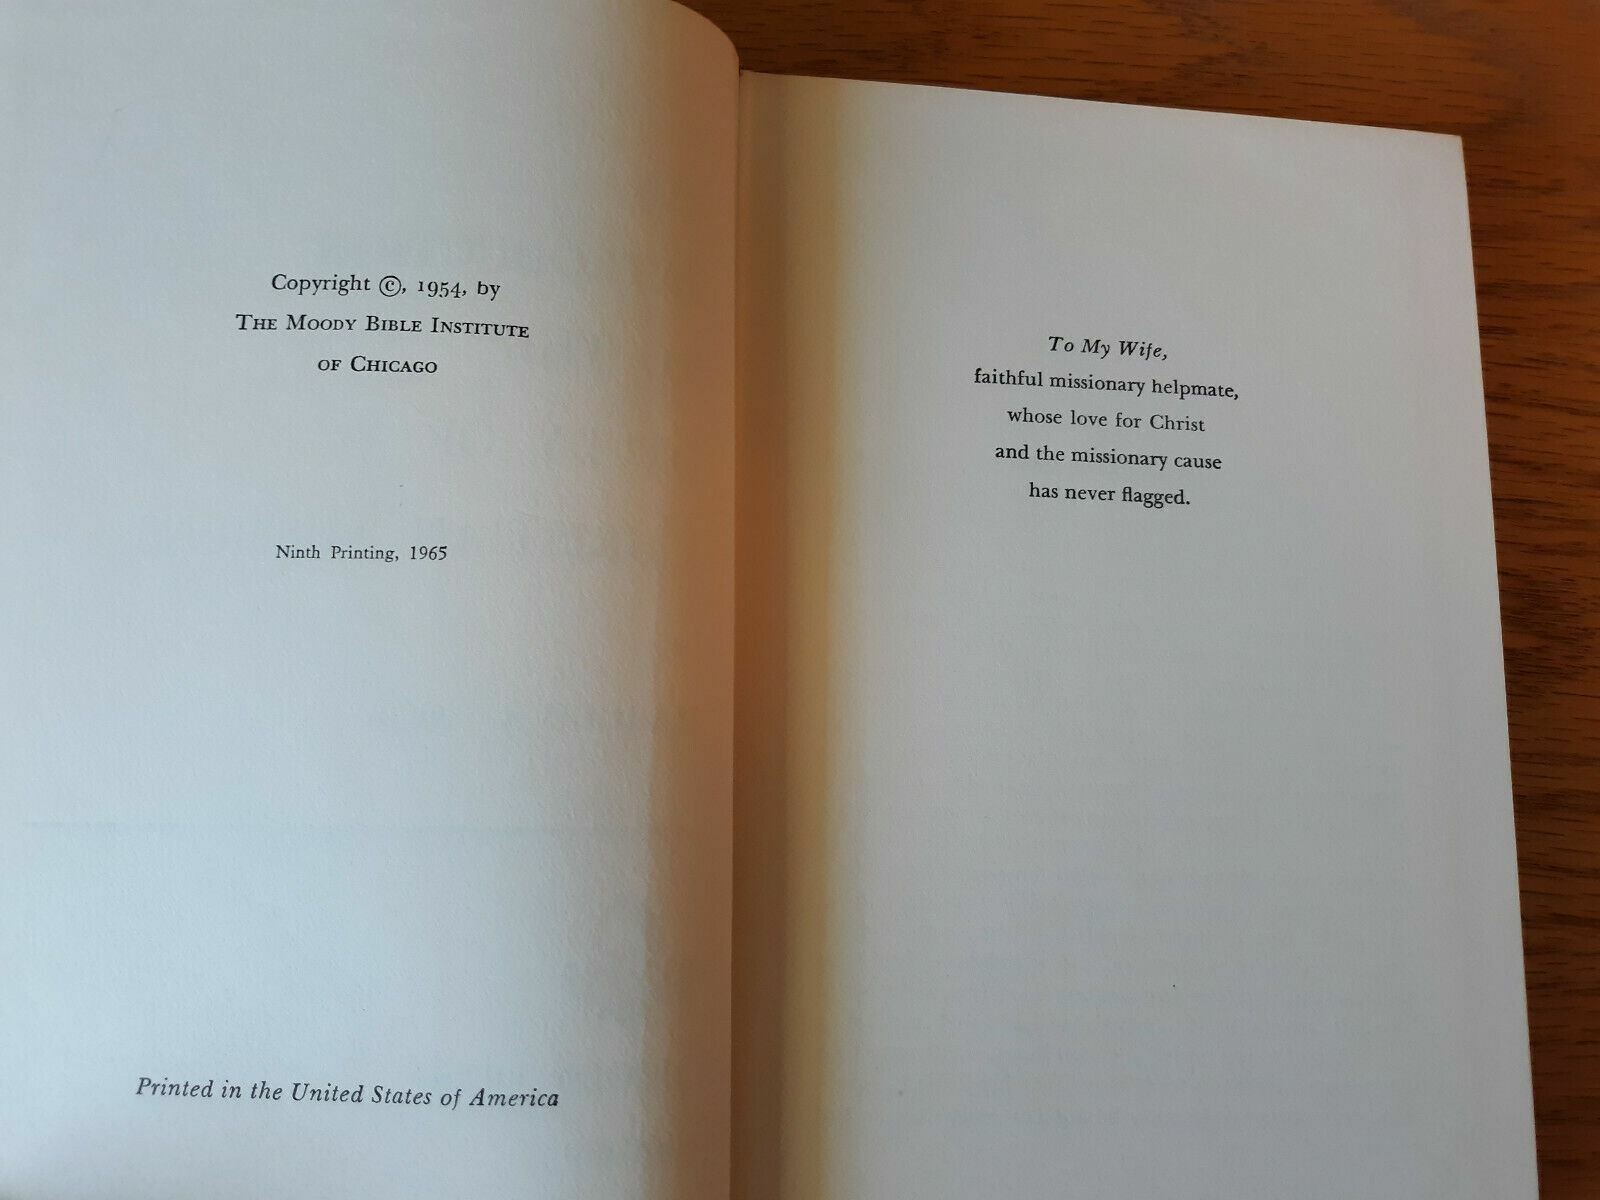 Copyright ©, 1954, by
THE MOODY BIBLE INSTITUTE
OF CHICAGO
Ninth Printing, 1965
Printed in the United States of America
To My Wife,
faithful missionary helpmate,
whose love for Christ
and the missionary cause
has never flagged.